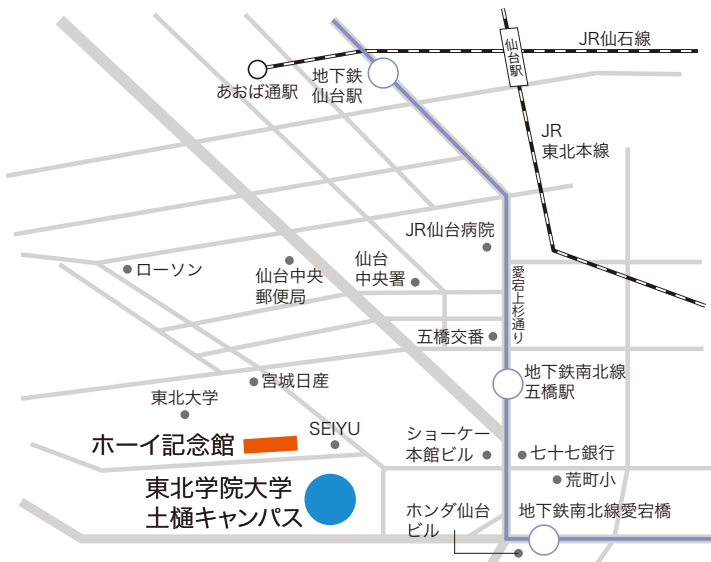 JR仙石線
仙台駅
あおば通駅
地下鉄
仙台駅
JR
東北本線
JR仙台病院
ローソン
仙台中央
郵便局
仙台
中央署
愛宕上杉通り
五橋交番
地下鉄南北線
五橋駅
宮城日産
東北大学
SEIYU
ショーケー
本館ビル
七十七銀行
ホーイ記念館
荒町小
東北学院大学
土樋キャンパス
ホンダ仙台
ビル
地下鉄南北線愛宕橋